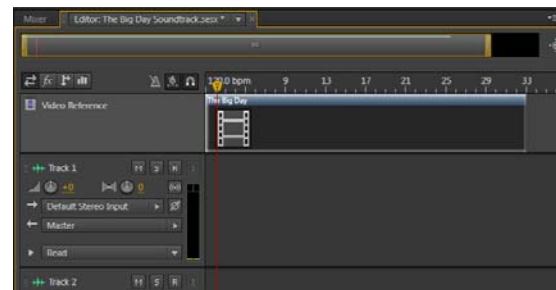 Mixer Editor: The Big Day Soundtrack.sesx *
fx 120.0 bpm 9 13 17 21 25 29 33
Video Reference
The Big Day
Track 1 M S R
+0 0
Default Stereo Input
Master
Read
Track 2 M S R